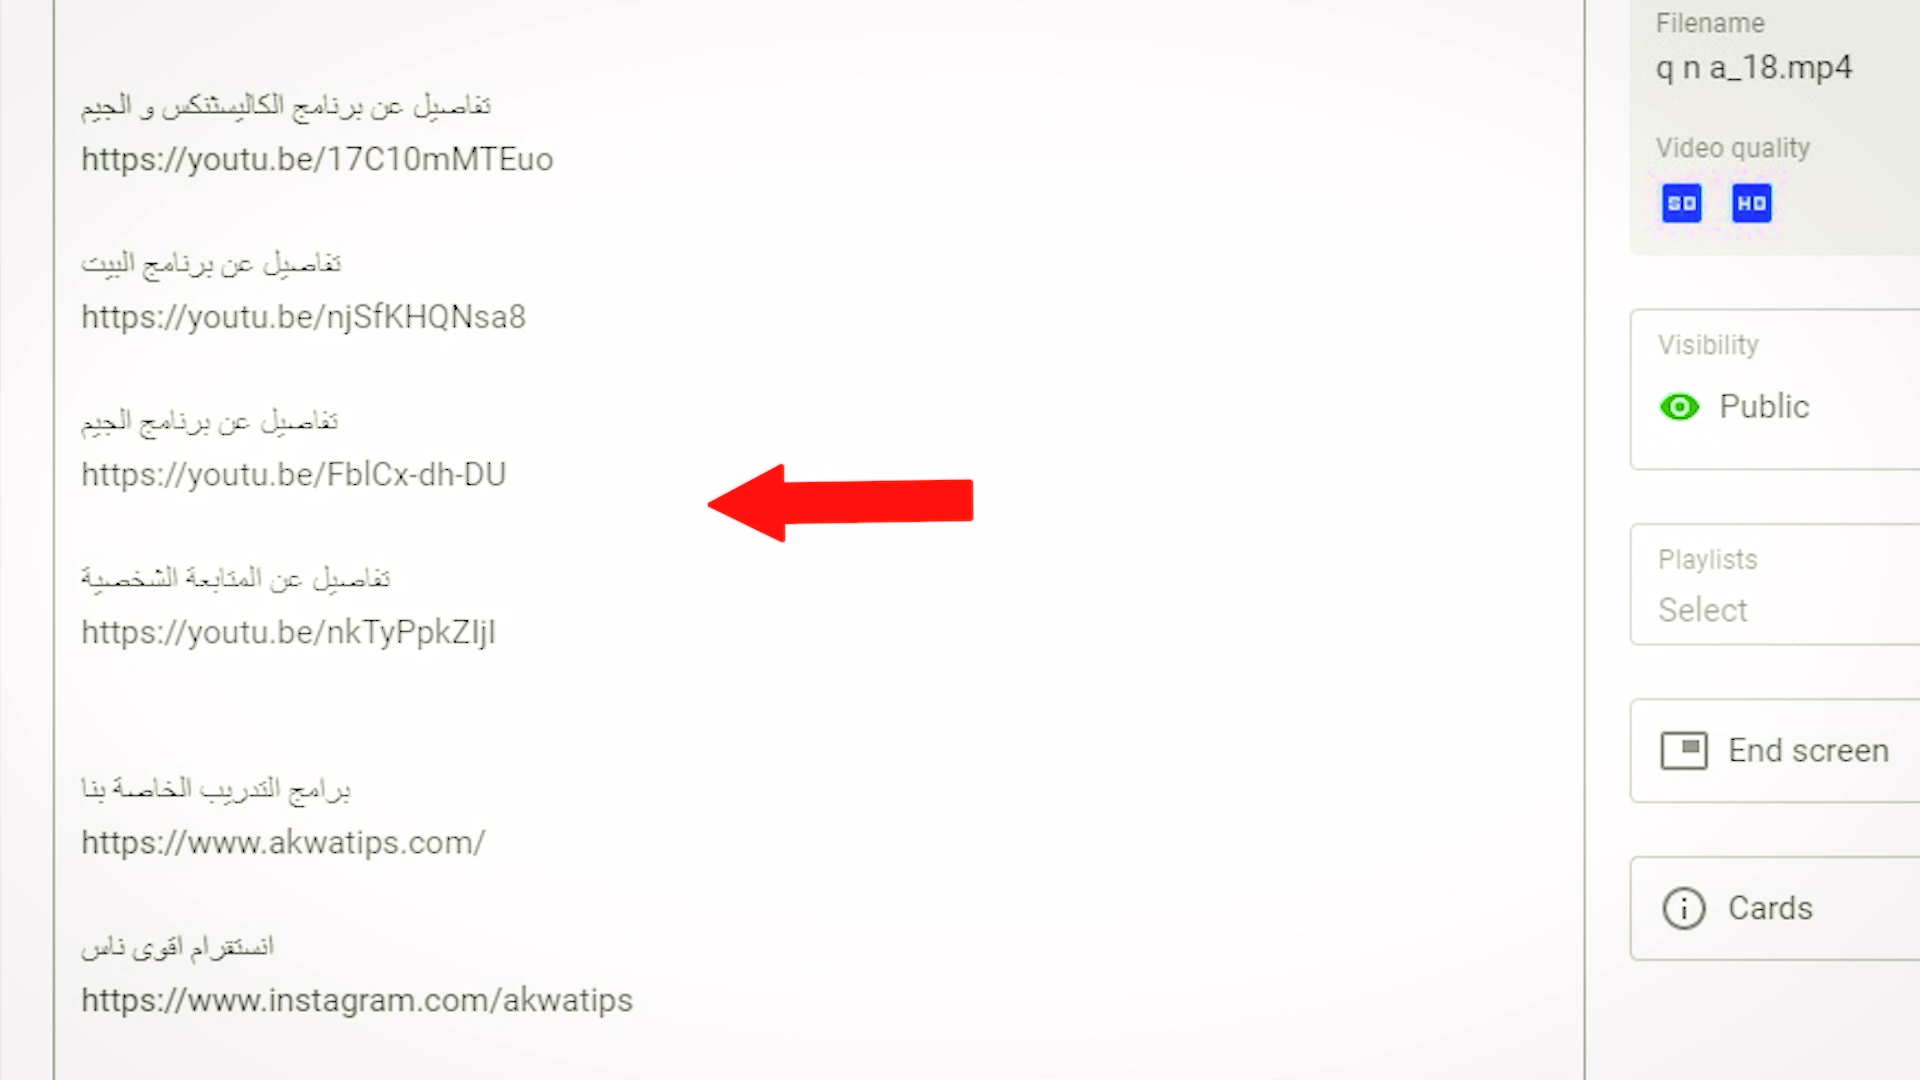 تفاصيل عن برنامج الكاليستنكس و الجيم
https://youtu.be/17C10mMTEuo
تفاصيل عن برنامج البيت
https://youtu.be/njSfKHQNsa8
تفاصيل عن برنامج الجيم
https://youtu.be/FblCx-dh-DU
تفاصيل عن المتابعة الشخصية
https://youtu.be/nkTyPpkZIjI
برامج التدريب الخاصة بنا
https://www.akwatips.com/
انستقرام اقوى ناس
https://www.instagram.com/akwatips
Filename
q n a_18.mp4
Video quality
SD HD
Visibility
Public
Playlists
Select
End screen
Cards